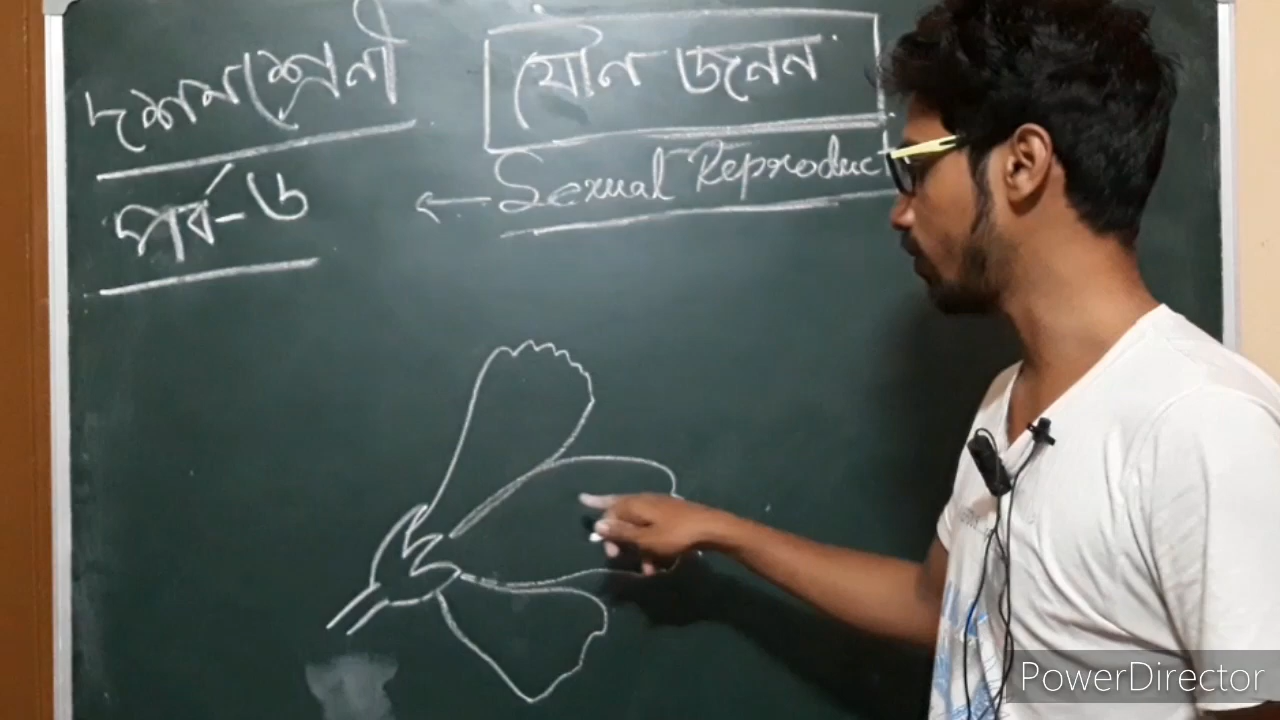 দশমশ্রেনী
যৌন জনন
পর্ব-৬
← Sexual Reproduct
PowerDirector